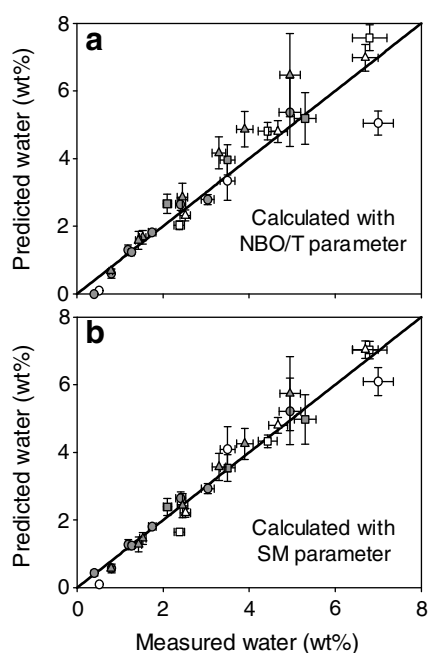 a
8
6
4
2
0
Predicted water (wt%)
Calculated with
NBO/T parameter
b
8
6
4
2
0
Predicted water (wt%)
Calculated with
SM parameter
0 2 4 6 8
Measured water (wt%)